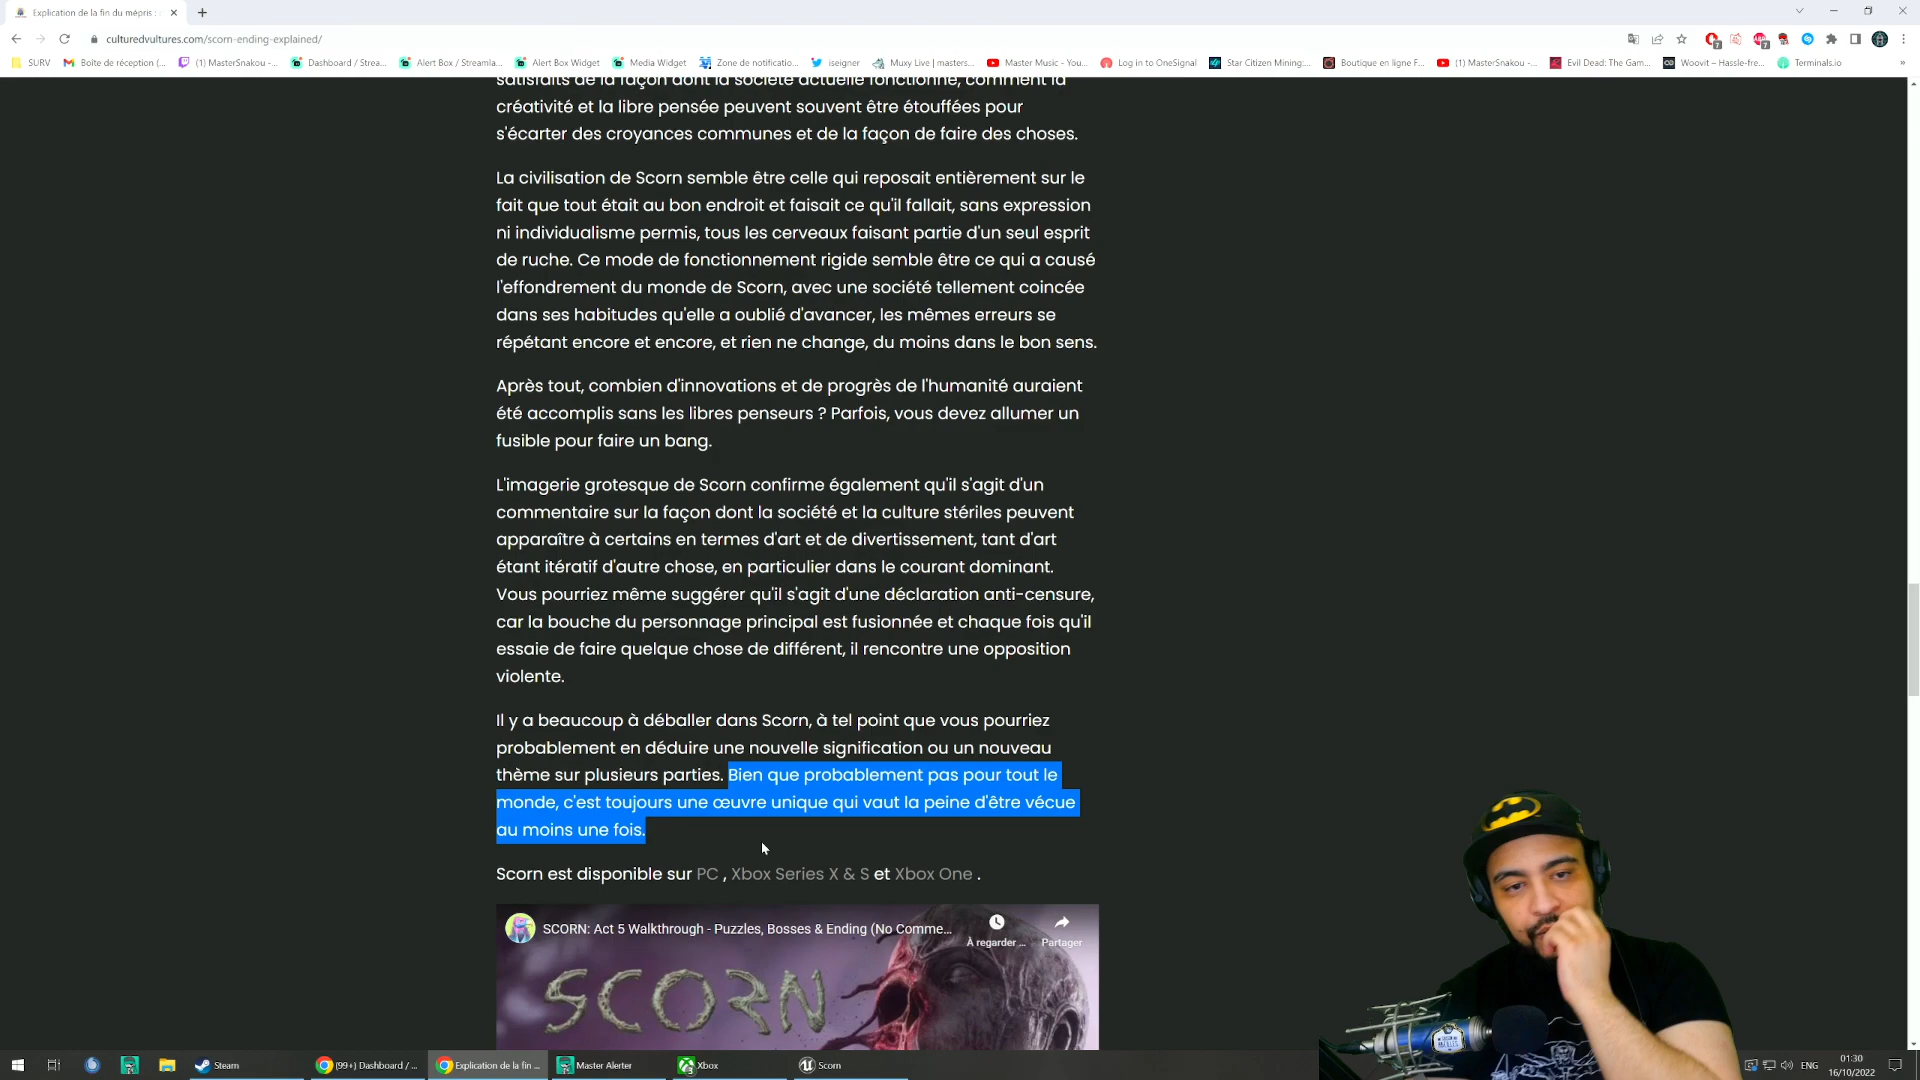 Explication de la fin du mépris :
culturedvultures.com/scorn-ending-explained/
SURV
Boîte de réception (...
(1) MasterSnakou -...
Dashboard / Strea...
Alert Box / Streamla...
Alert Box Widget
Media Widget
Zone de notificatio...
iseigner
Muxy Live | masters...
Master Music - You...
Log in to OneSignal
Star Citizen Mining:...
Boutique en ligne F...
(1) MasterSnakou -...
Evil Dead: The Gam...
Woovit – Hassle-fre...
Terminals.io
satisfaits de la façon dont la société actuelle fonctionne, comment la
créativité et la libre pensée peuvent souvent être étouffées pour
s'écarter des croyances communes et de la façon de faire des choses.
La civilisation de Scorn semble être celle qui reposait entièrement sur le
fait que tout était au bon endroit et faisait ce qu'il fallait, sans expression
ni individualisme permis, tous les cerveaux faisant partie d'un seul esprit
de ruche. Ce mode de fonctionnement rigide semble être ce qui a causé
l'effondrement du monde de Scorn, avec une société tellement coincée
dans ses habitudes qu'elle a oublié d'avancer, les mêmes erreurs se
répétant encore et encore, et rien ne change, du moins dans le bon sens.
Après tout, combien d'innovations et de progrès de l'humanité auraient
été accomplis sans les libres penseurs ? Parfois, vous devez allumer un
fusible pour faire un bang.
L'imagerie grotesque de Scorn confirme également qu'il s'agit d'un
commentaire sur la façon dont la société et la culture stériles peuvent
apparaître à certains en termes d'art et de divertissement, tant d'art
étant itératif d'autre chose, en particulier dans le courant dominant.
Vous pourriez même suggérer qu'il s'agit d'une déclaration anti-censure,
car la bouche du personnage principal est fusionnée et chaque fois qu'il
essaie de faire quelque chose de différent, il rencontre une opposition
violente.
Il y a beaucoup à déballer dans Scorn, à tel point que vous pourriez
probablement en déduire une nouvelle signification ou un nouveau
thème sur plusieurs parties. Bien que probablement pas pour tout le
monde, c'est toujours une œuvre unique qui vaut la peine d'être vécue
au moins une fois.
Scorn est disponible sur PC , Xbox Series X & S et Xbox One .
SCORN: Act 5 Walkthrough - Puzzles, Bosses & Ending (No Comme...
À regarder ...
Partager
SCORN
Steam
(99+) Dashboard / ...
Explication de la fin ...
Master Alerter
Xbox
Scorn
ENG
01:30
16/10/2022